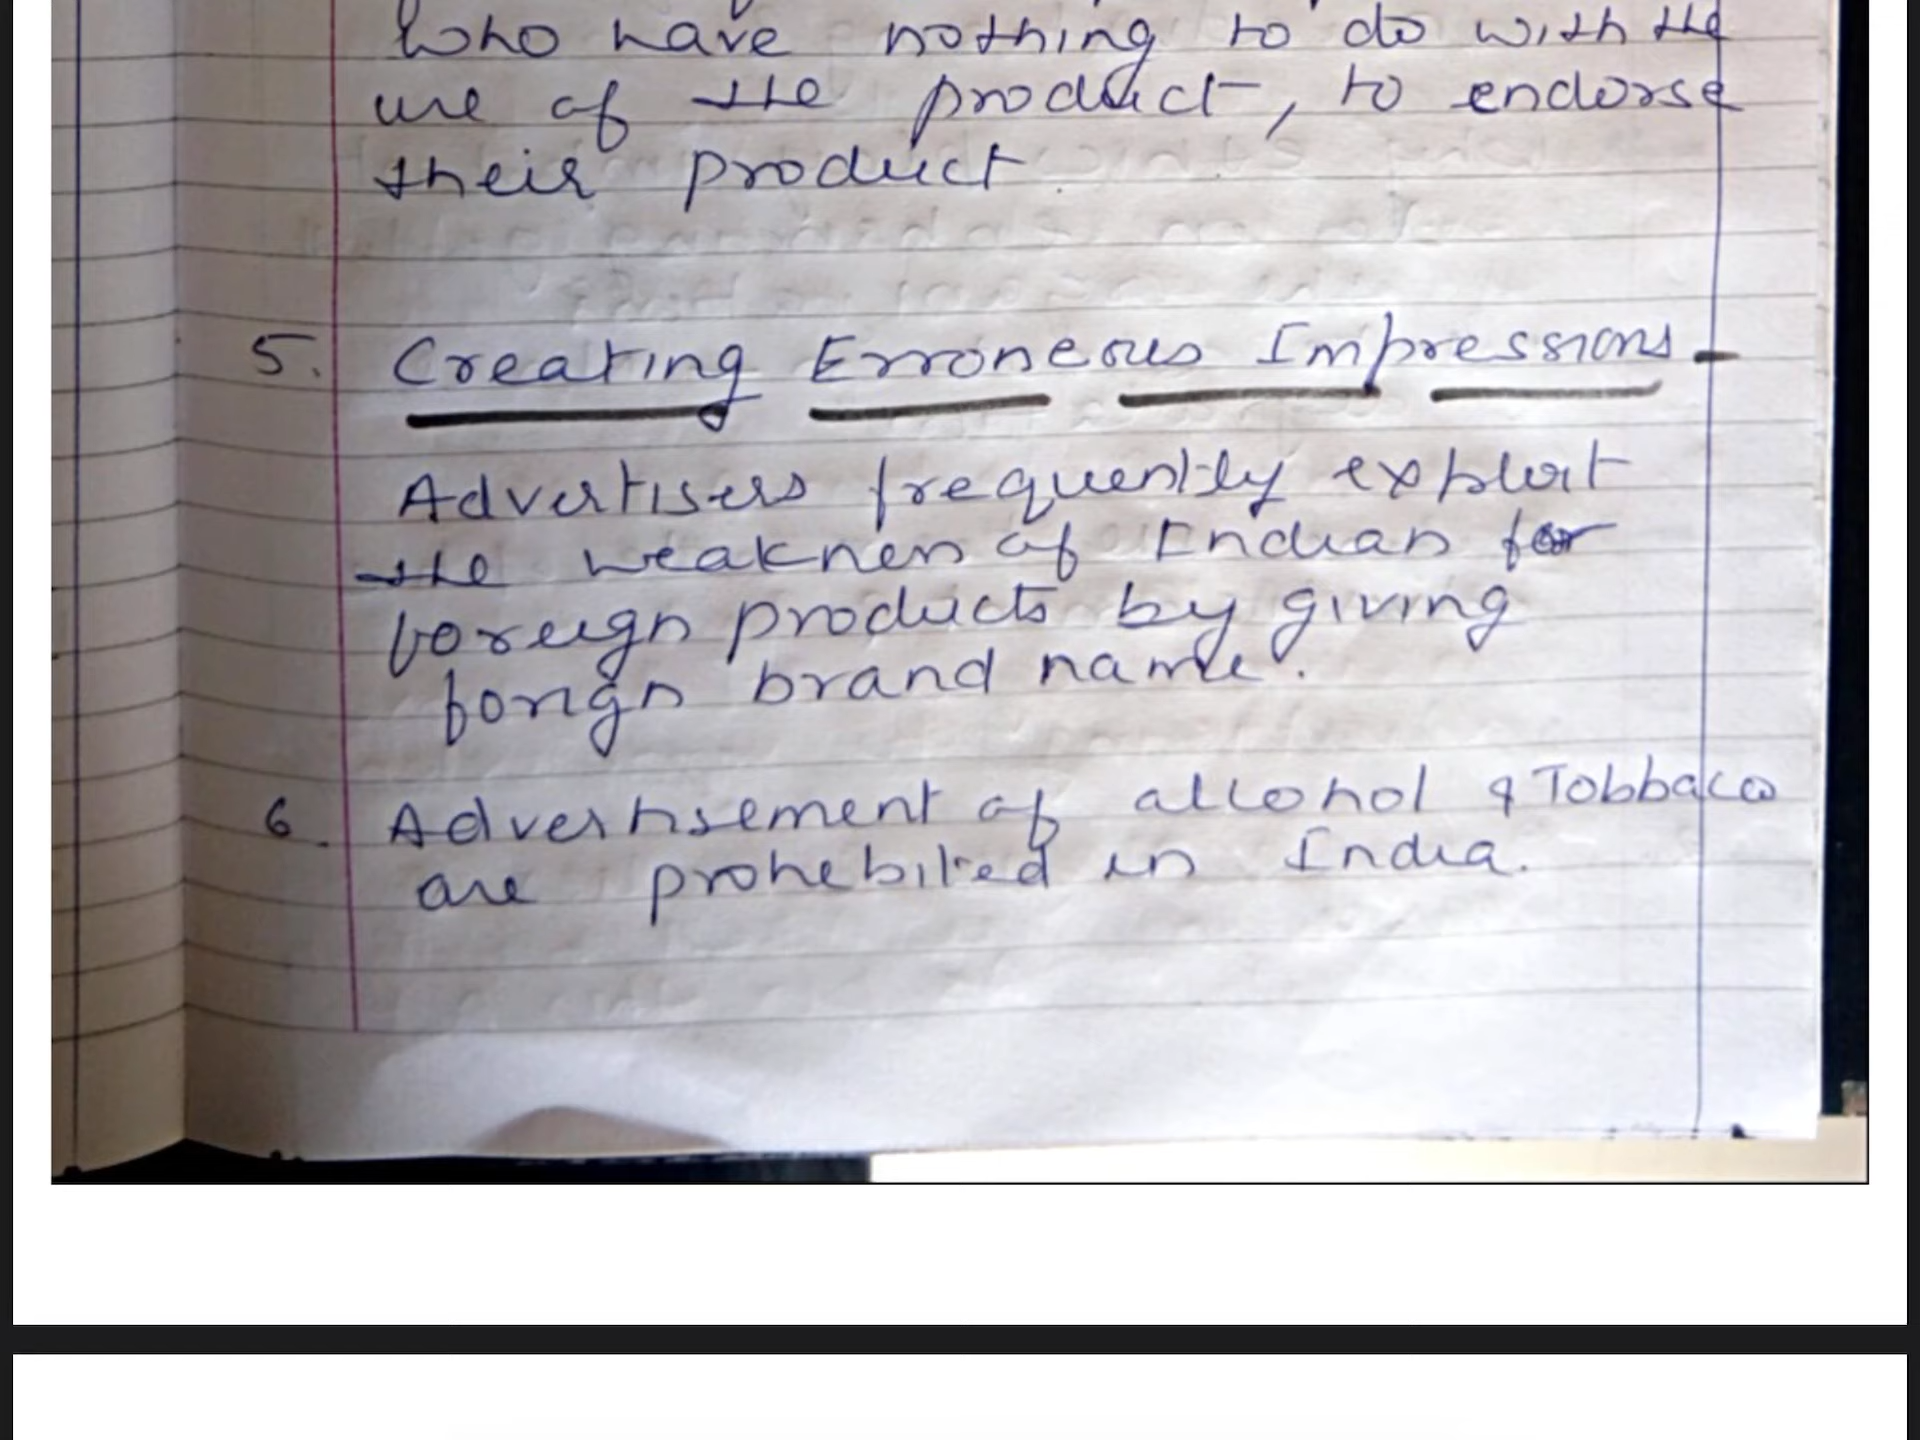 who have nothing to do with the
use of the product, to endorse
their product
5. Creating Erroneous Impressions -
Advertisers frequently exploit
the weakness of Indian for
foreign products by giving
forign brand name.
6. Advertisement of alcohol & Tobbaco
are prohebited in India.